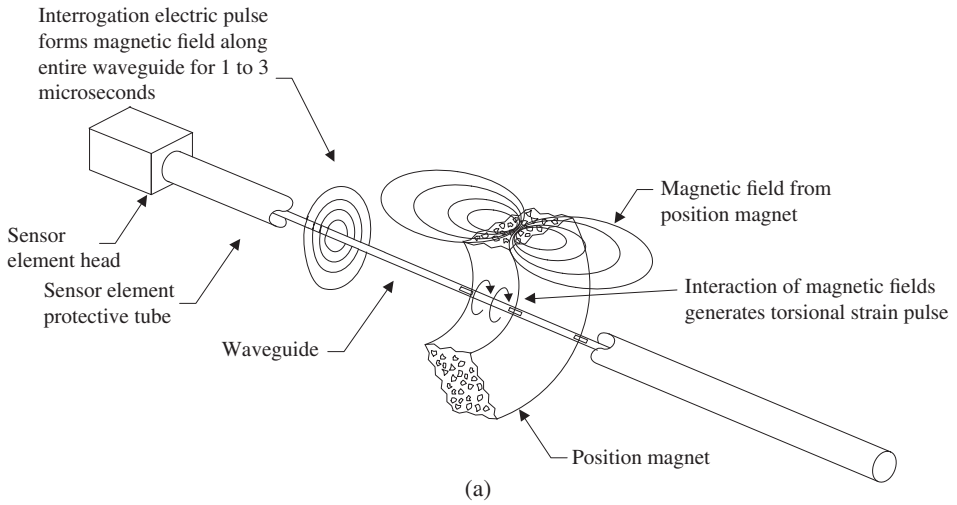 Interrogation electric pulse
forms magnetic field along
entire waveguide for 1 to 3
microseconds
Magnetic field from
position magnet
Sensor
element head
Sensor element
protective tube
Interaction of magnetic fields
generates torsional strain pulse
Waveguide
Position magnet
(a)